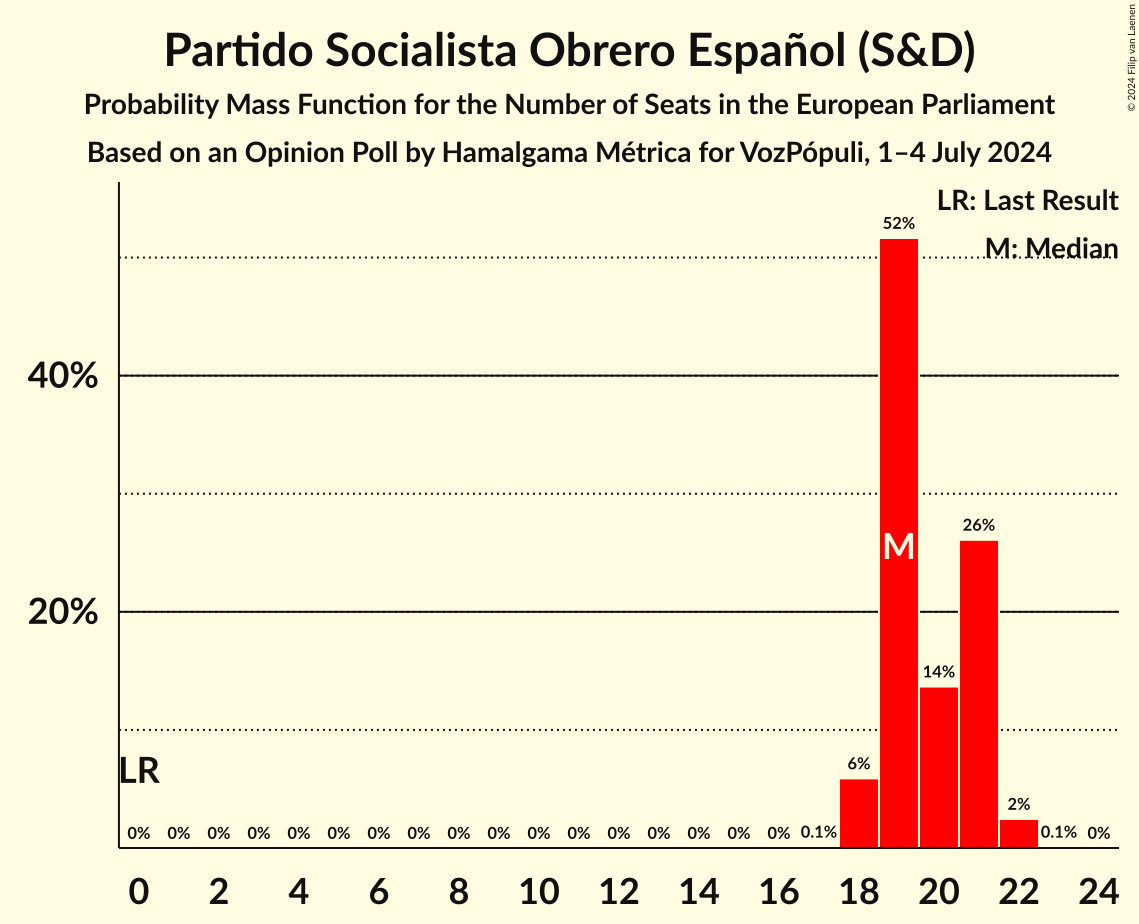 Partido Socialista Obrero Español (S&D)
Probability Mass Function for the Number of Seats in the European Parliament
Based on an Opinion Poll by Hamalgama Métrica for VozPópuli, 1–4 July 2024
© 2024 Filip van Laenen
LR: Last Result
M: Median
52%
40%
26%
M
20%
14%
LR
6%
2%
0% 0% 0% 0% 0% 0% 0% 0% 0% 0% 0% 0% 0% 0% 0% 0% 0% 0.1% 0.1% 0%
0 2 4 6 8 10 12 14 16 18 20 22 24